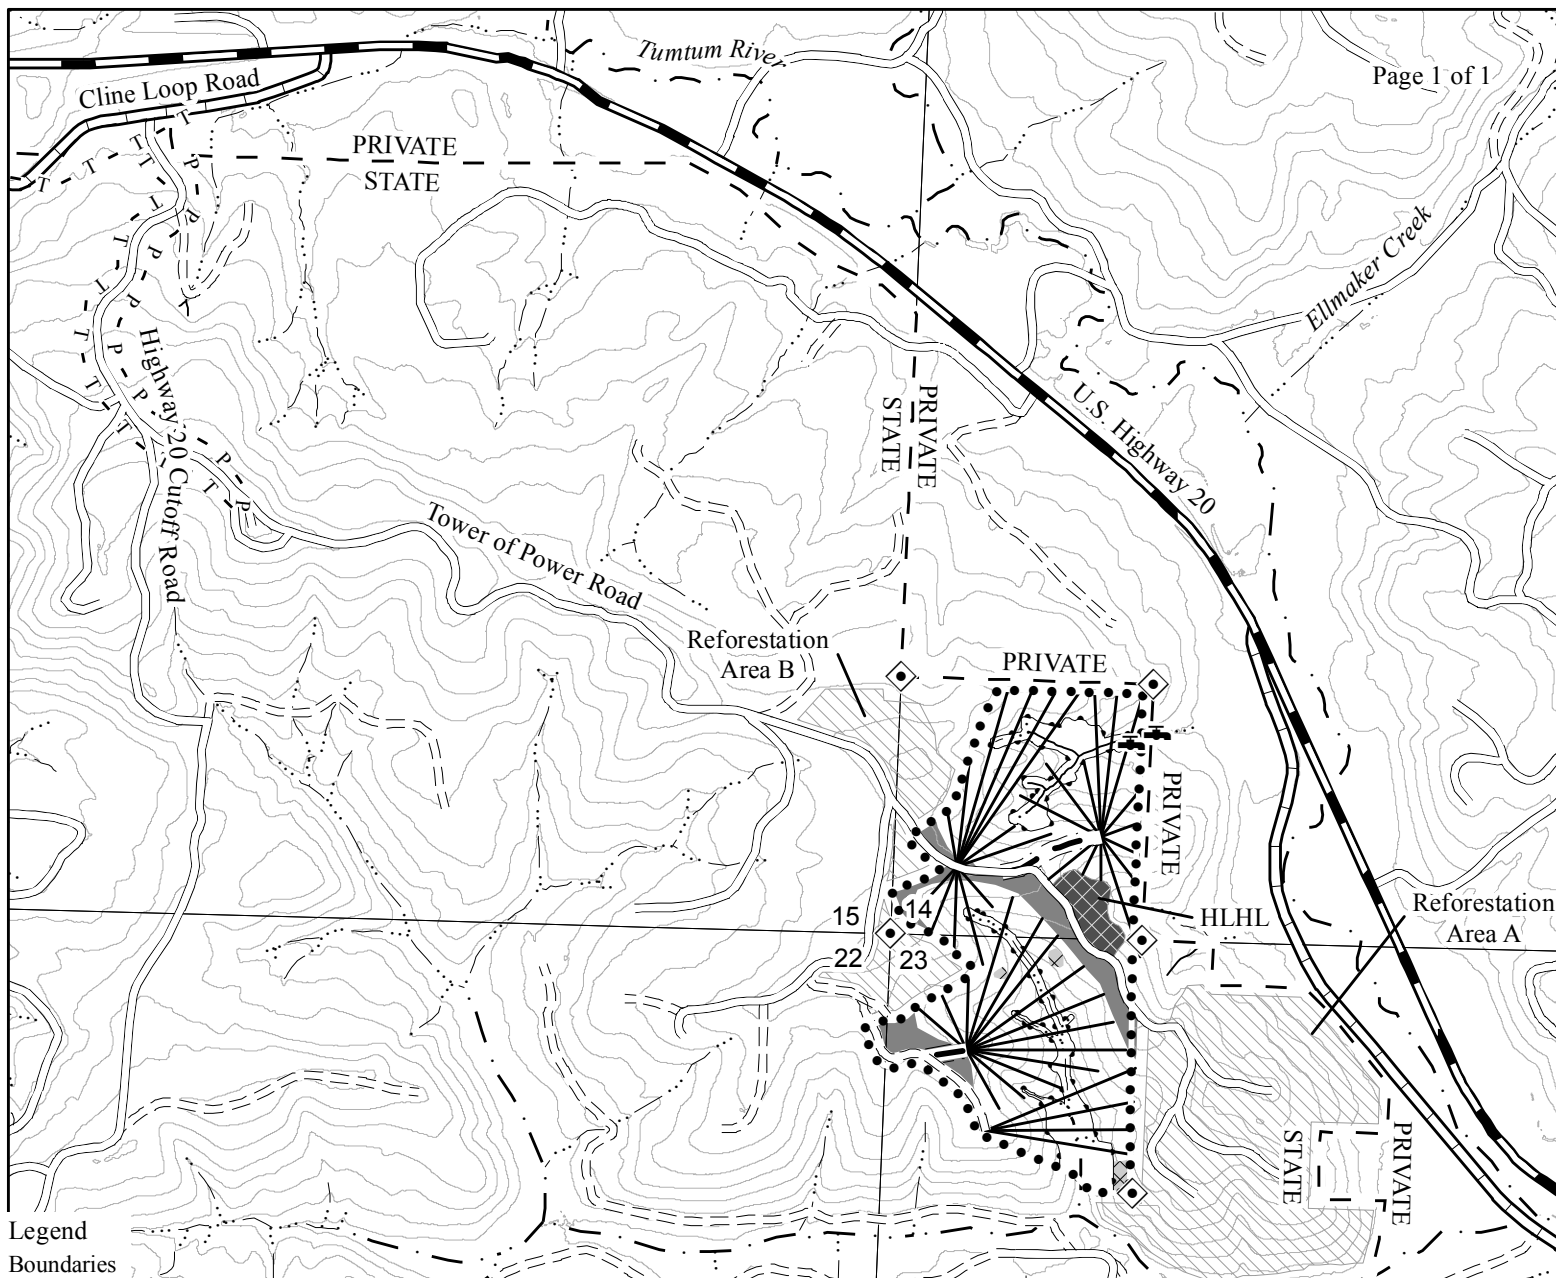 Tumtum River
Page 1 of 1
Cline Loop Road
PRIVATE
STATE
T
T
T
T
T
T
T
T
T
T
T
T
T
P
P
P
P
P
P
P
P
P
Ellmaker Creek
Highway 20 Cutoff Road
PRIVATE
STATE
U.S. Highway 20
Tower of Power Road
Reforestation
Area B
PRIVATE
PRIVATE
15
14
HLHL
Reforestation
Area A
22
23
STATE
PRIVATE
Legend
Boundaries